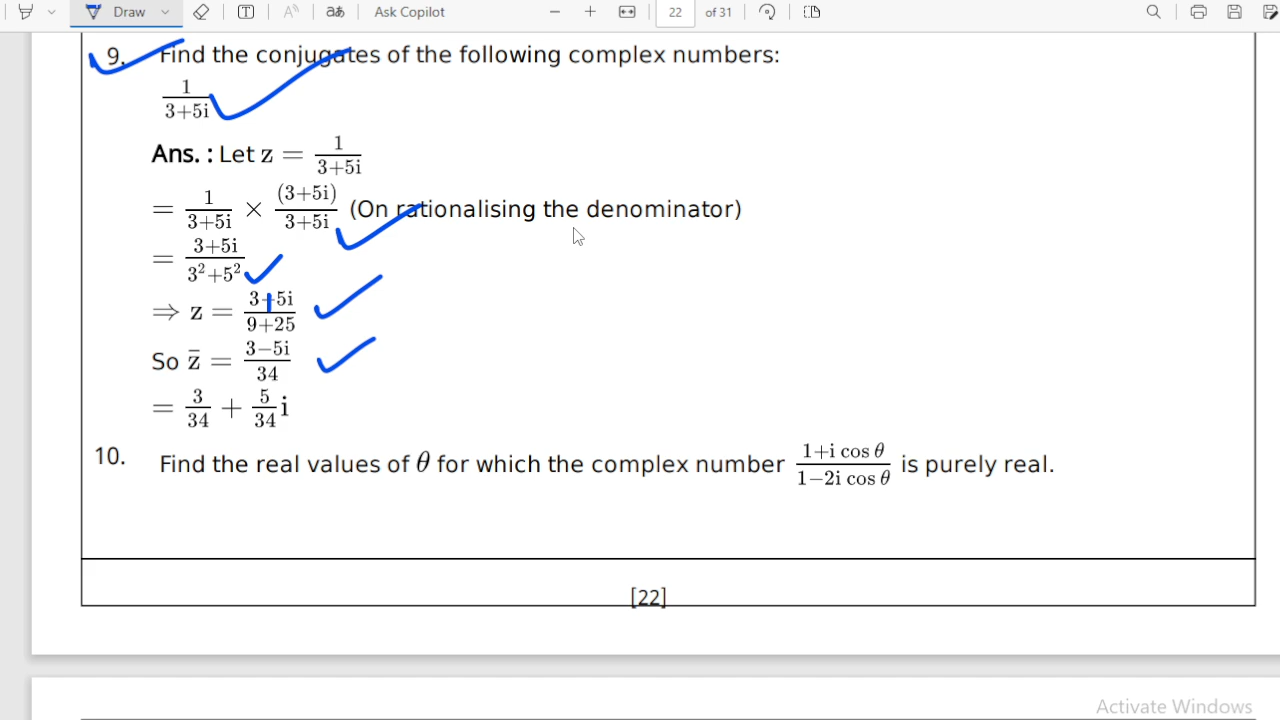 Draw
Ask Copilot
22 of 31
9. Find the conjugates of the following complex numbers:
1/(3+5i)
Ans. : Let z = 1/(3+5i)
= 1/(3+5i) × (3+5i)/(3+5i) (On rationalising the denominator)
= (3+5i)/(3²+5²)
⇒ z = (3+5i)/(9+25)
So z̄ = (3−5i)/34
= 3/34 + 5/34 i
10. Find the real values of θ for which the complex number (1+i cos θ)/(1−2i cos θ) is purely real.
[22]
Activate Windows